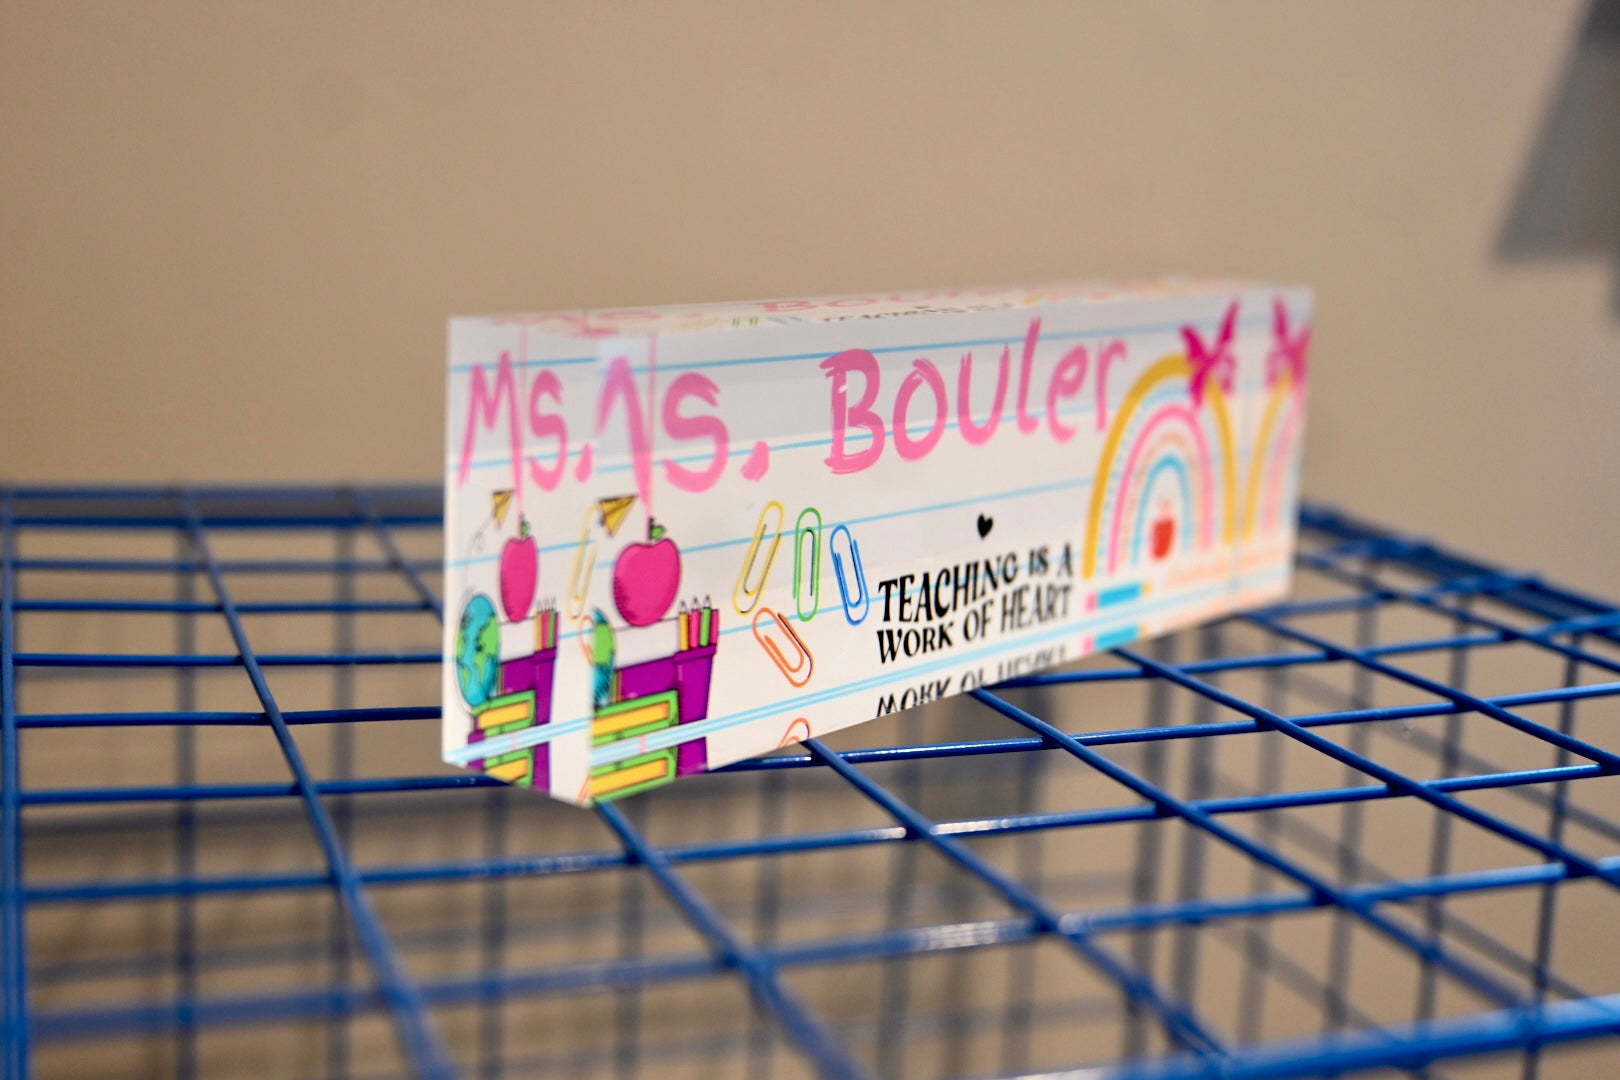 Ms. Bouler
TEACHING IS A
WORK OF HEART